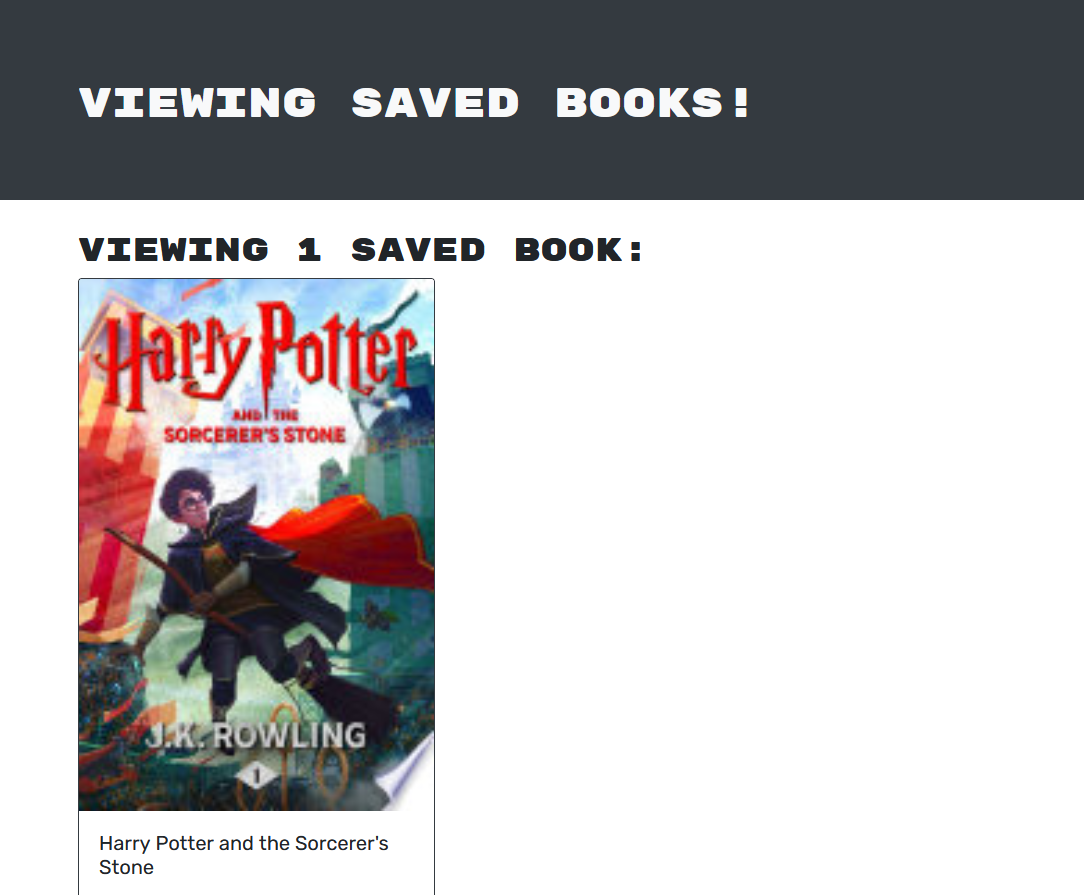 VIEWING SAVED BOOKS!
VIEWING 1 SAVED BOOK:
Harry Potter
AND THE
SORCERER'S STONE
J.K. ROWLING
1
Harry Potter and the Sorcerer's
Stone